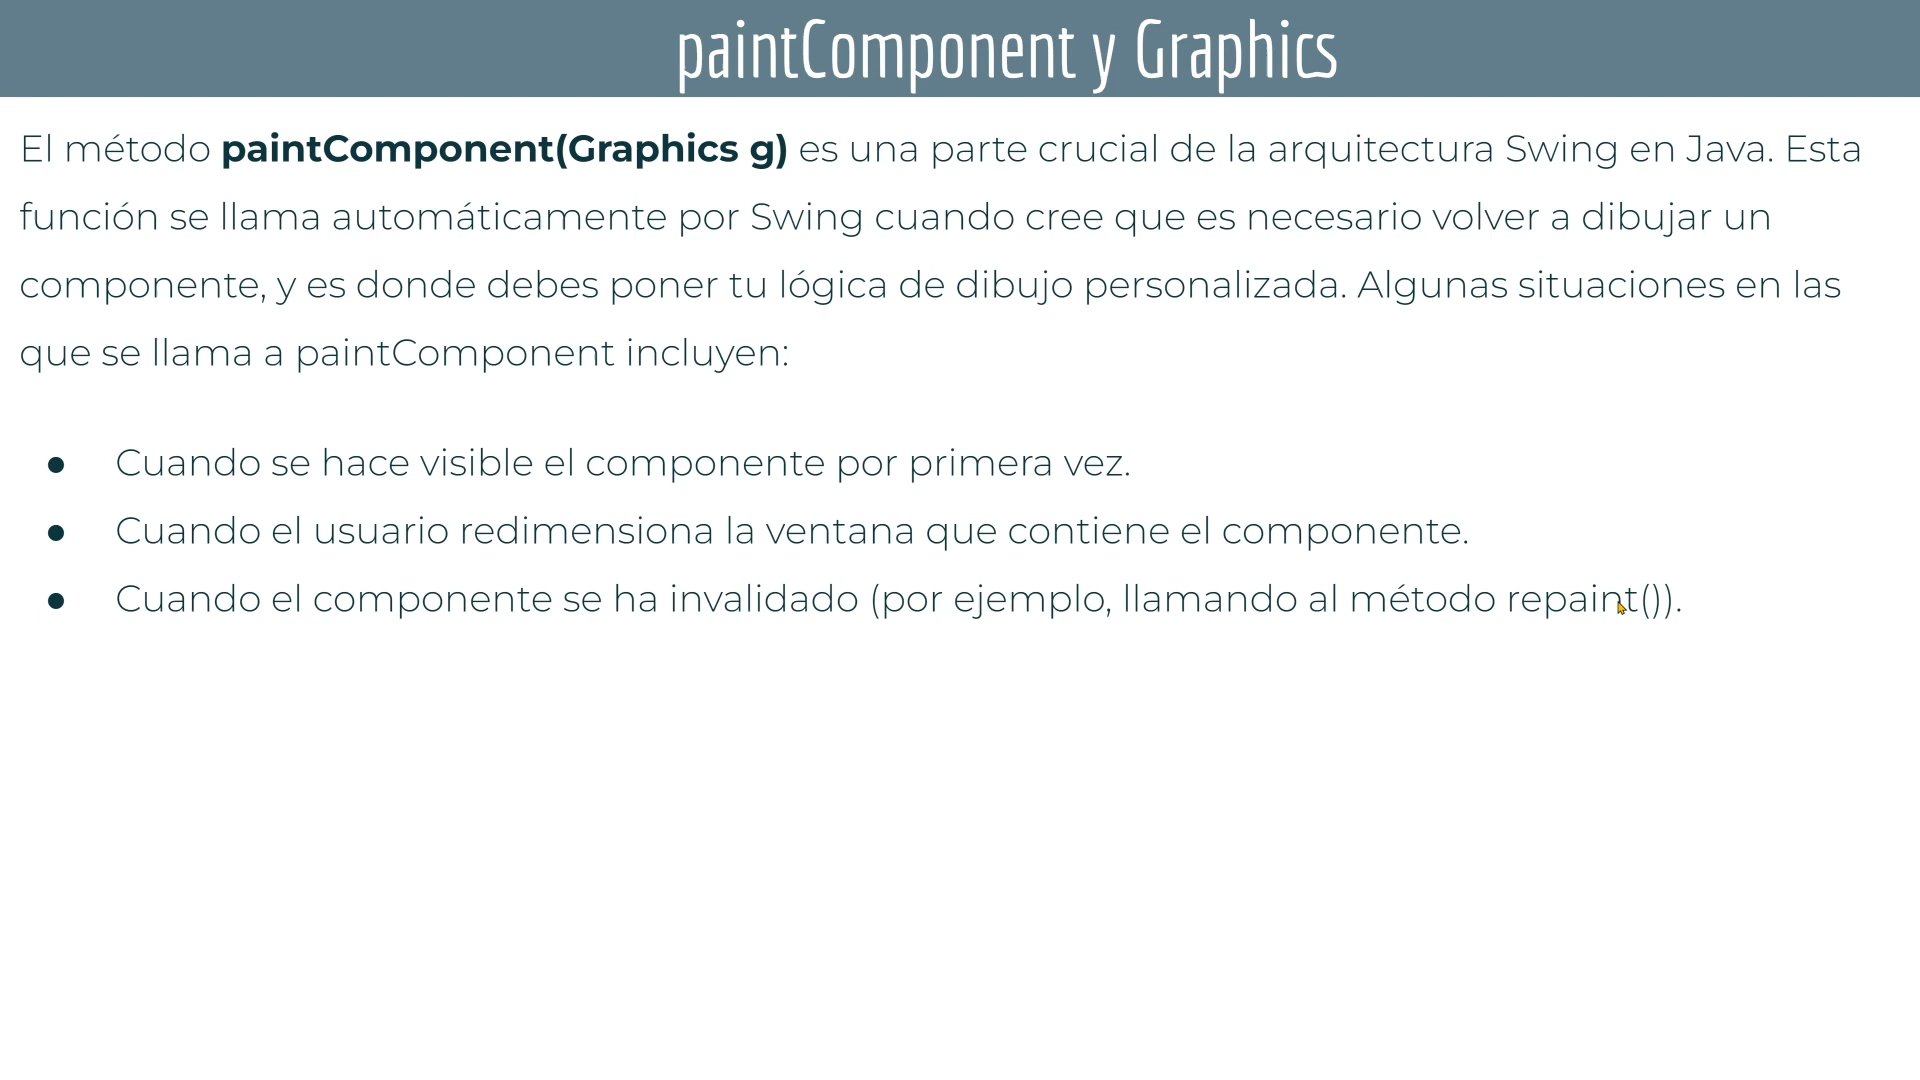 paintComponent y Graphics
El método paintComponent(Graphics g) es una parte crucial de la arquitectura Swing en Java. Esta
función se llama automáticamente por Swing cuando cree que es necesario volver a dibujar un
componente, y es donde debes poner tu lógica de dibujo personalizada. Algunas situaciones en las
que se llama a paintComponent incluyen:
● Cuando se hace visible el componente por primera vez.
● Cuando el usuario redimensiona la ventana que contiene el componente.
● Cuando el componente se ha invalidado (por ejemplo, llamando al método repaint()).